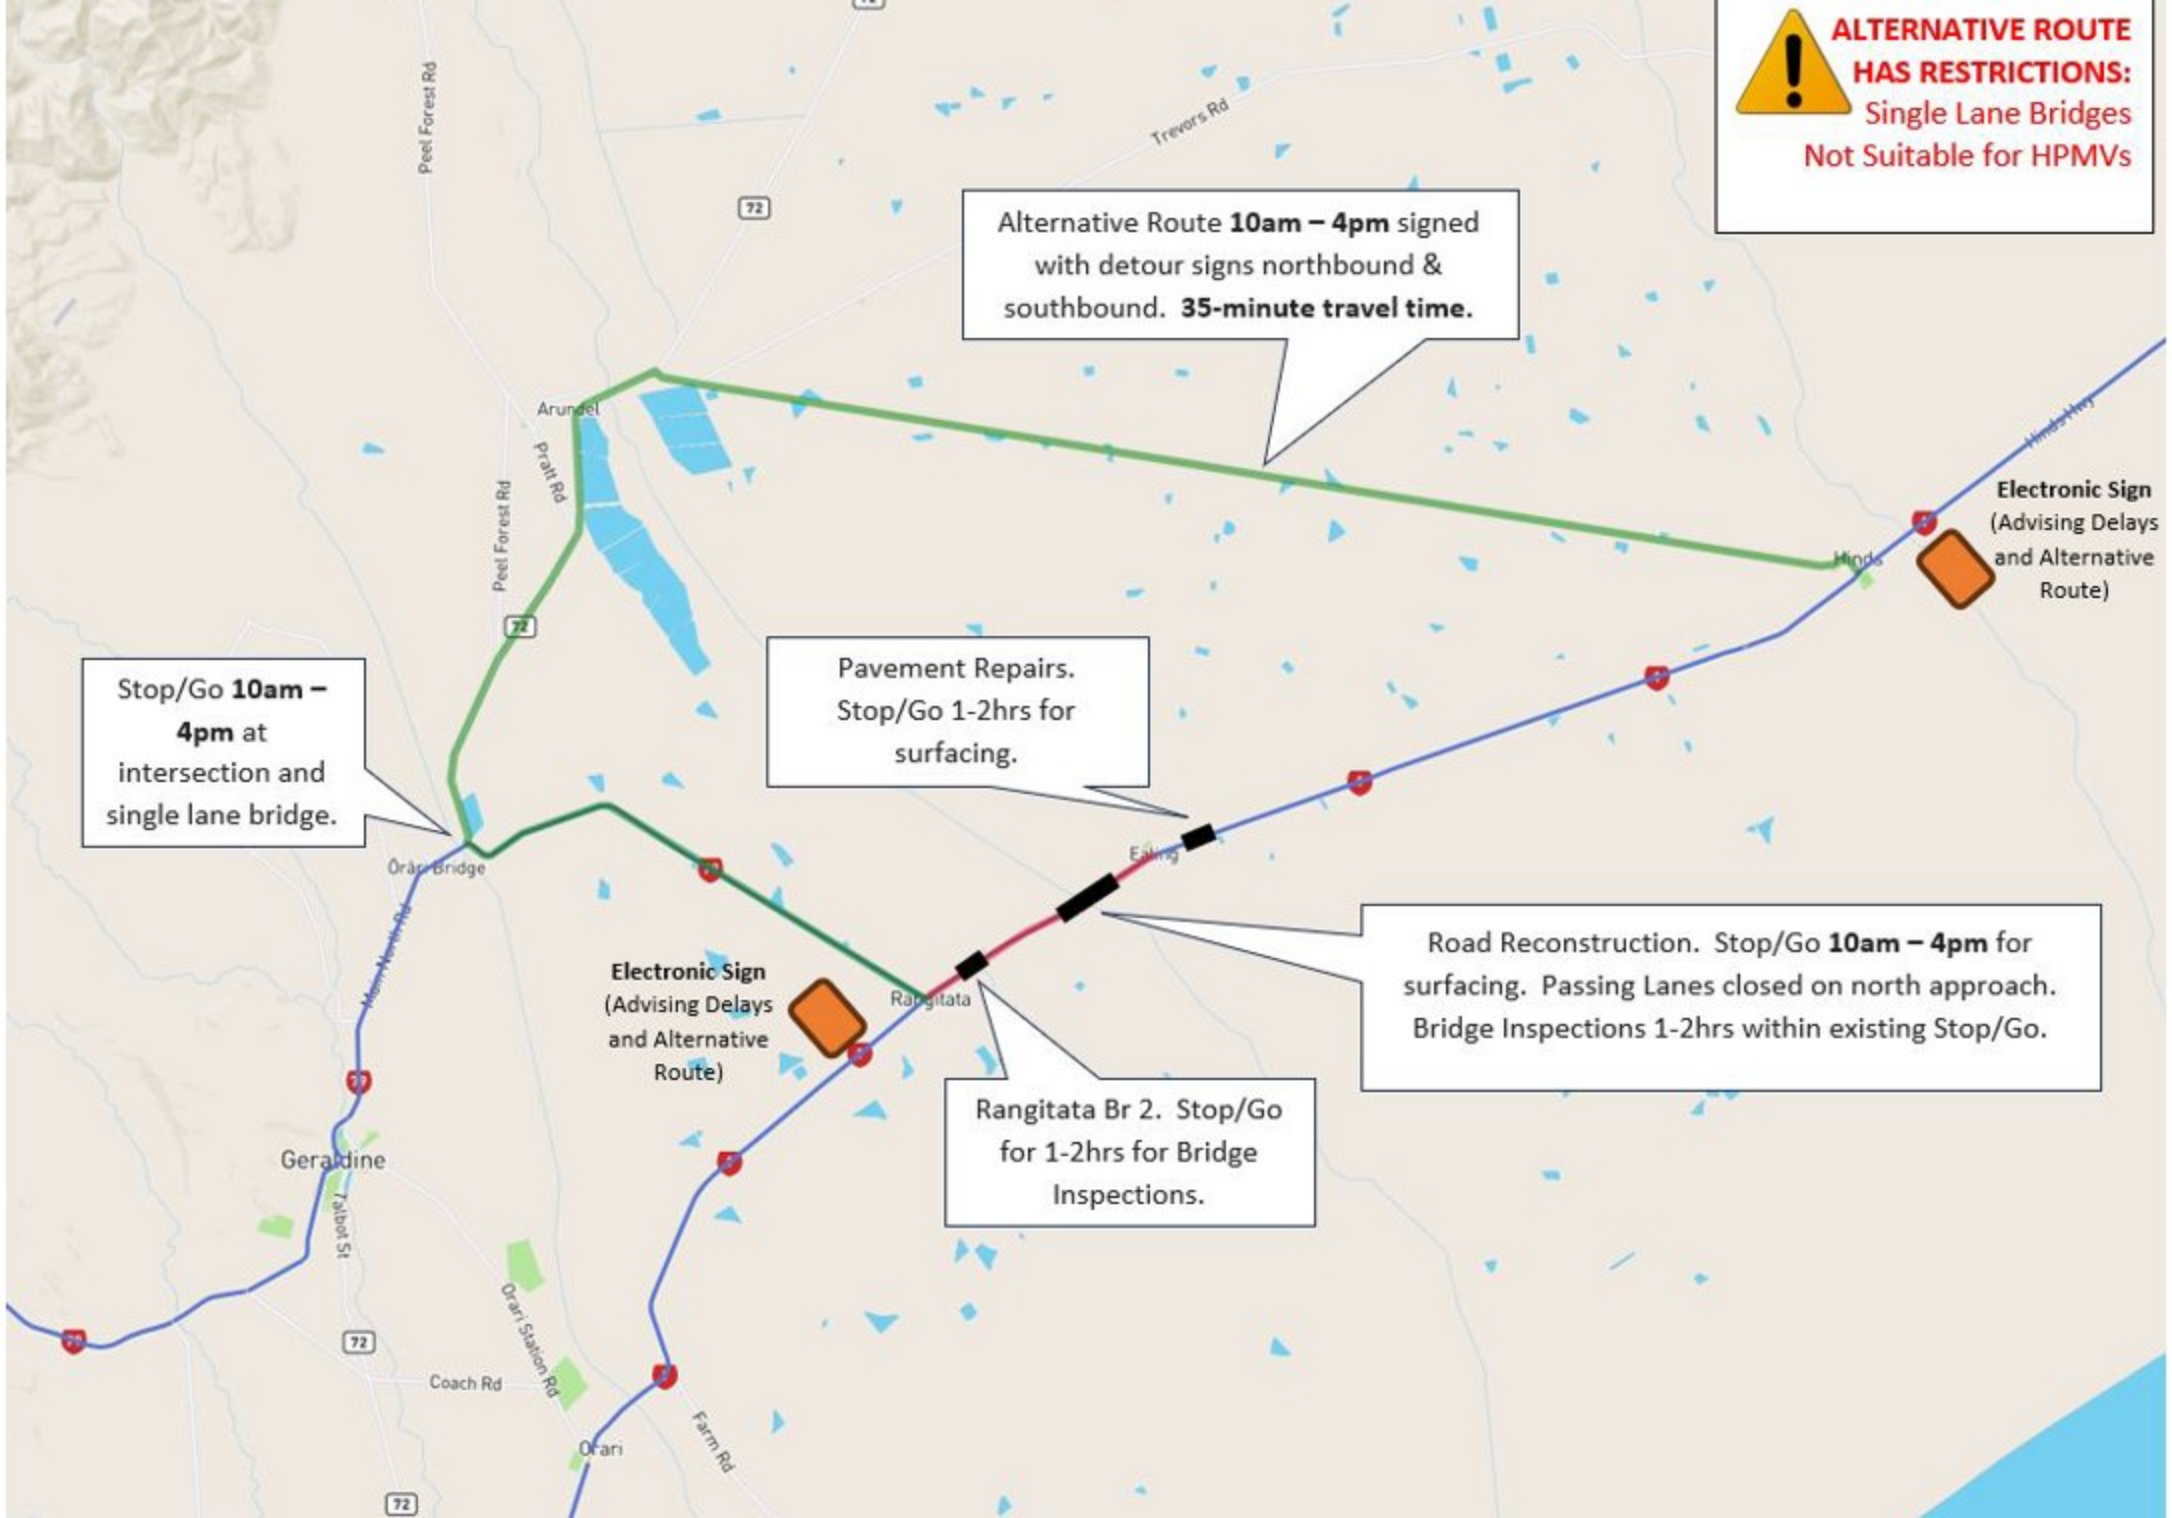 72
ALTERNATIVE ROUTE
HAS RESTRICTIONS:
Single Lane Bridges
Not Suitable for HPMVs
Peel Forest Rd
Trevors Rd
72
Alternative Route 10am – 4pm signed
with detour signs northbound &
southbound. 35-minute travel time.
Arundel
Pratt Rd
Peel Forest Rd
Hinds Hwy
Electronic Sign
(Advising Delays
and Alternative
Route)
Hinds
72
Stop/Go 10am –
4pm at
intersection and
single lane bridge.
Pavement Repairs.
Stop/Go 1-2hrs for
surfacing.
Ealing
Orari Bridge
Main North Rd
Road Reconstruction. Stop/Go 10am – 4pm for
surfacing. Passing Lanes closed on north approach.
Bridge Inspections 1-2hrs within existing Stop/Go.
Electronic Sign
(Advising Delays
and Alternative
Route)
Rangitata
Rangitata Br 2. Stop/Go
for 1-2hrs for Bridge
Inspections.
Geraldine
Talbot St
Orari Station Rd
72
Coach Rd
Farm Rd
Orari
72